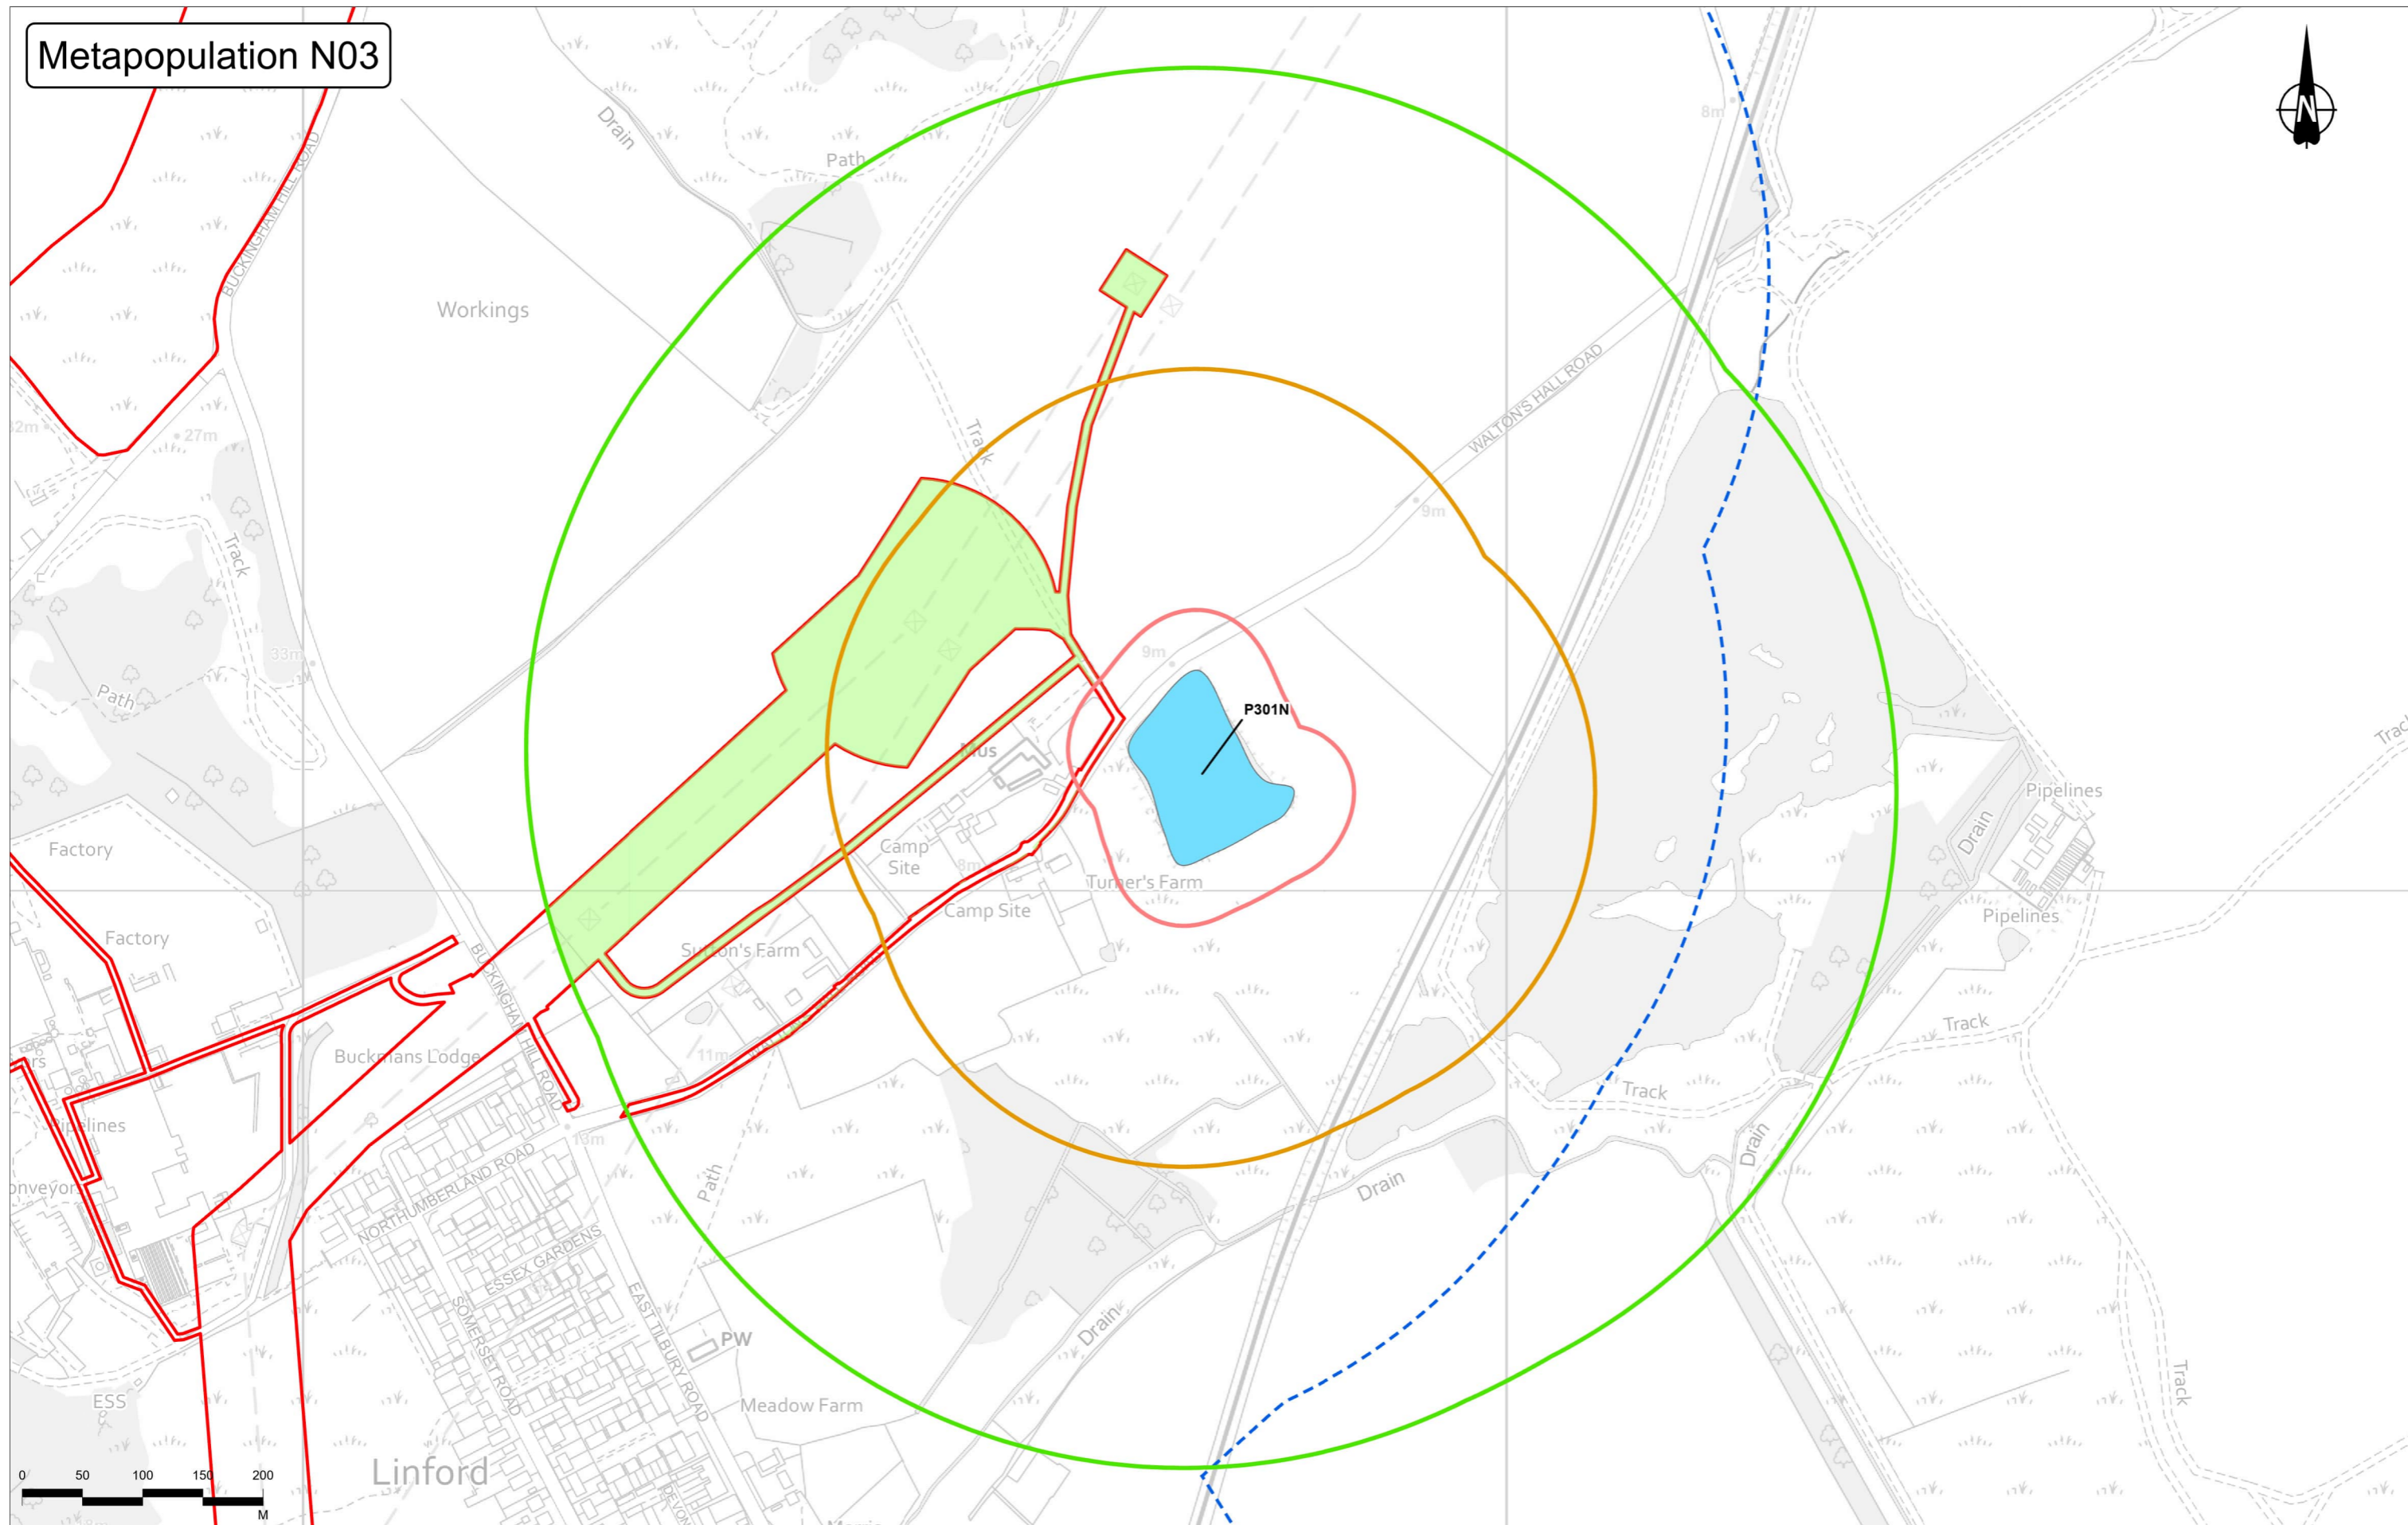 Metapopulation N03
N
BUCKINGHAM HILL ROAD
Drain
Path
8m
Workings
WALTON'S HALL ROAD
27m
Track
9m
Track
33m
9m
Path
P301N
Mus
Track
Pipelines
Factory
Camp
Site
8m
Drain
Turner's Farm
Camp Site
Pipelines
Factory
Sutton's Farm
BUCKINGHAM HILL ROAD
Track
11m
Buckmans Lodge
Track
Pipelines
13m
Drain
NORTHUMBERLAND ROAD
Path
Drain
ESSEX GARDENS
SOMERSET ROAD
EAST TILBURY ROAD
Drain
PW
Track
ESS
Meadow Farm
Linford
0 50 100 150 200
M